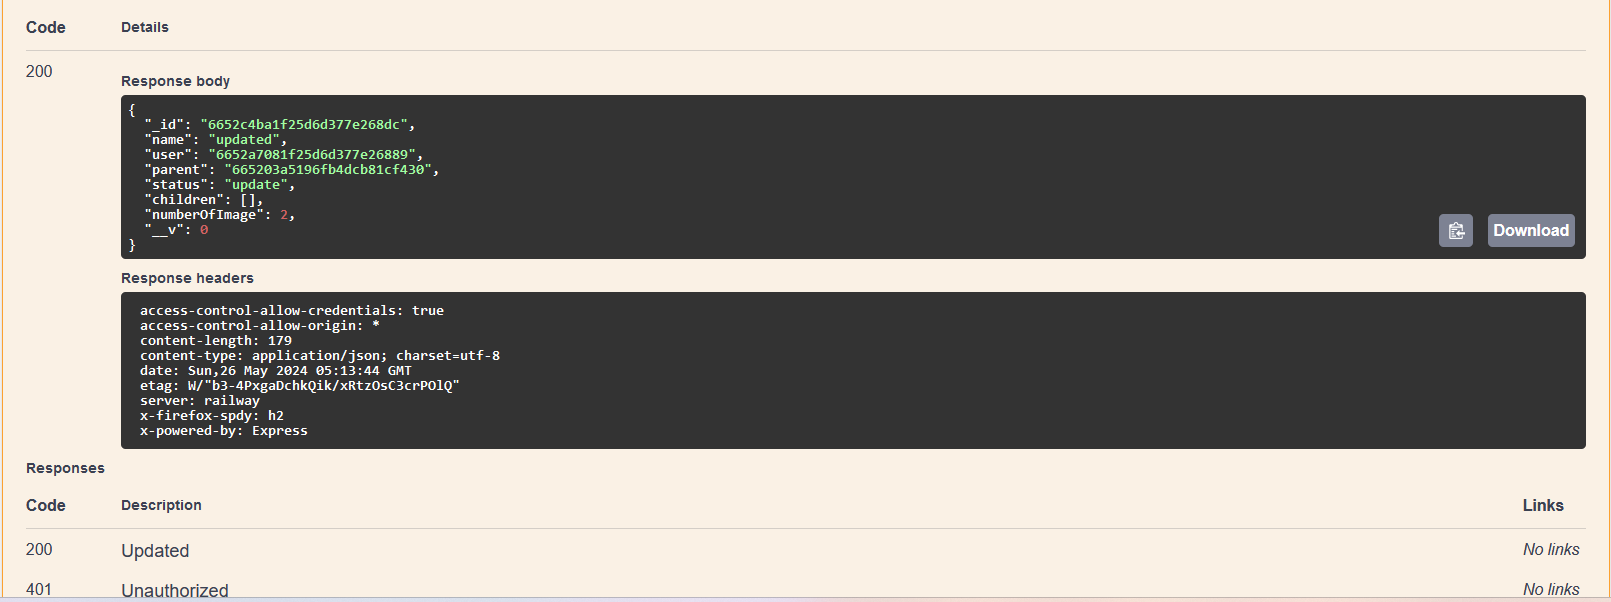 Code Details
200
Response body
{
  "_id": "6652c4ba1f25d6d377e268dc",
  "name": "updated",
  "user": "6652a7081f25d6d377e26889",
  "parent": "665203a5196fb4dcb81cf430",
  "status": "update",
  "children": [],
  "numberOfImage": 2,
  "__v": 0
}
Download
Response headers
access-control-allow-credentials: true
access-control-allow-origin: *
content-length: 179
content-type: application/json; charset=utf-8
date: Sun,26 May 2024 05:13:44 GMT
etag: W/"b3-4PxgaDchkQik/xRtzOsC3crPOlQ"
server: railway
x-firefox-spdy: h2
x-powered-by: Express
Responses
Code Description Links
200 Updated No links
401 Unauthorized No links